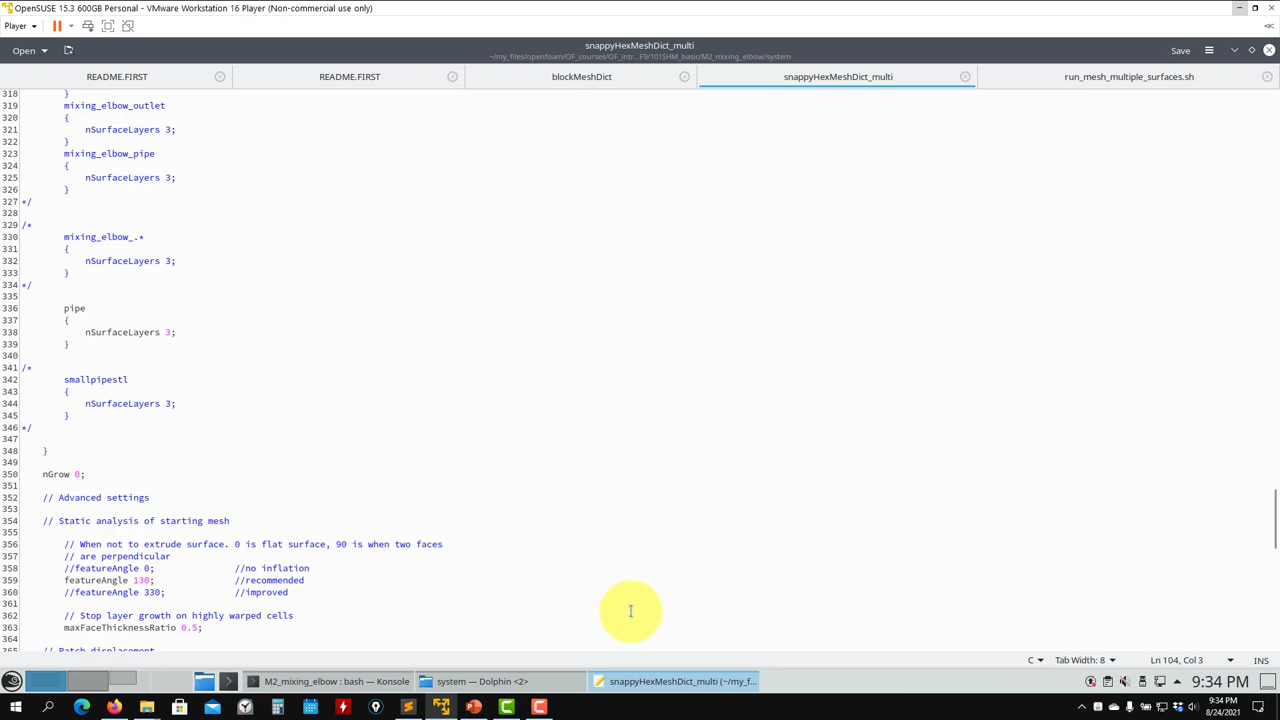 OpenSUSE 15.3 600GB Personal - VMware Workstation 16 Player (Non-commercial use only)
Player
Open
snappyHexMeshDict_multi
~/my_files/openfoam/OF_courses/OF_intr...F9/101SHM_basic/M2_mixing_elbow/system
Save
README.FIRST
README.FIRST
blockMeshDict
snappyHexMeshDict_multi
run_mesh_multiple_surfaces.sh
318 }
319 mixing_elbow_outlet
320 {
321 nSurfaceLayers 3;
322 }
323 mixing_elbow_pipe
324 {
325 nSurfaceLayers 3;
326 }
327 */
328
329 /*
330 mixing_elbow_.*
331 {
332 nSurfaceLayers 3;
333 }
334 */
335
336 pipe
337 {
338 nSurfaceLayers 3;
339 }
340
341 /*
342 smallpipestl
343 {
344 nSurfaceLayers 3;
345 }
346 */
347
348 }
349
350 nGrow 0;
351
352 // Advanced settings
353
354 // Static analysis of starting mesh
355
356 // When not to extrude surface. 0 is flat surface, 90 is when two faces
357 // are perpendicular
358 //featureAngle 0; //no inflation
359 featureAngle 130; //recommended
360 //featureAngle 330; //improved
361
362 // Stop layer growth on highly warped cells
363 maxFaceThicknessRatio 0.5;
364
365 // Patch displacement
C
Tab Width: 8
Ln 104, Col 3
INS
M2_mixing_elbow : bash — Konsole
system — Dolphin <2>
snappyHexMeshDict_multi (~/my_f...
9:34 PM
9:34 PM
8/24/2021